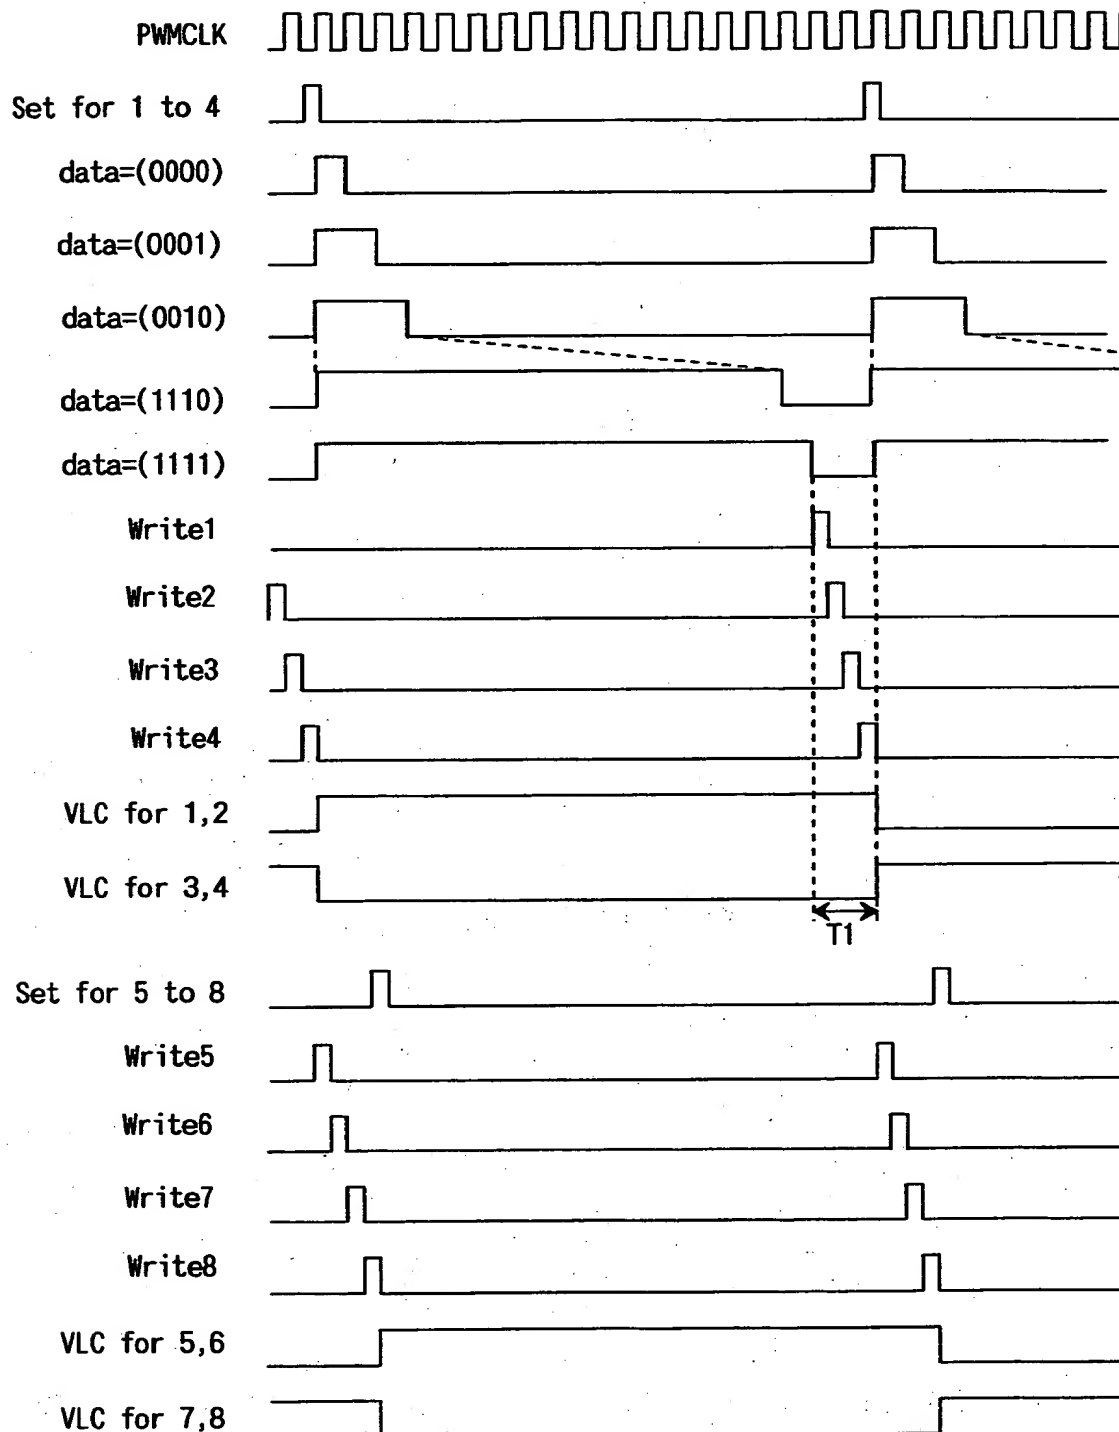 PWMCLK
Set for 1 to 4
data=(0000)
data=(0001)
data=(0010)
data=(1110)
data=(1111)
Write1
Write2
Write3
Write4
VLC for 1,2
VLC for 3,4
T1
Set for 5 to 8
Write5
Write6
Write7
Write8
VLC for 5,6
VLC for 7,8